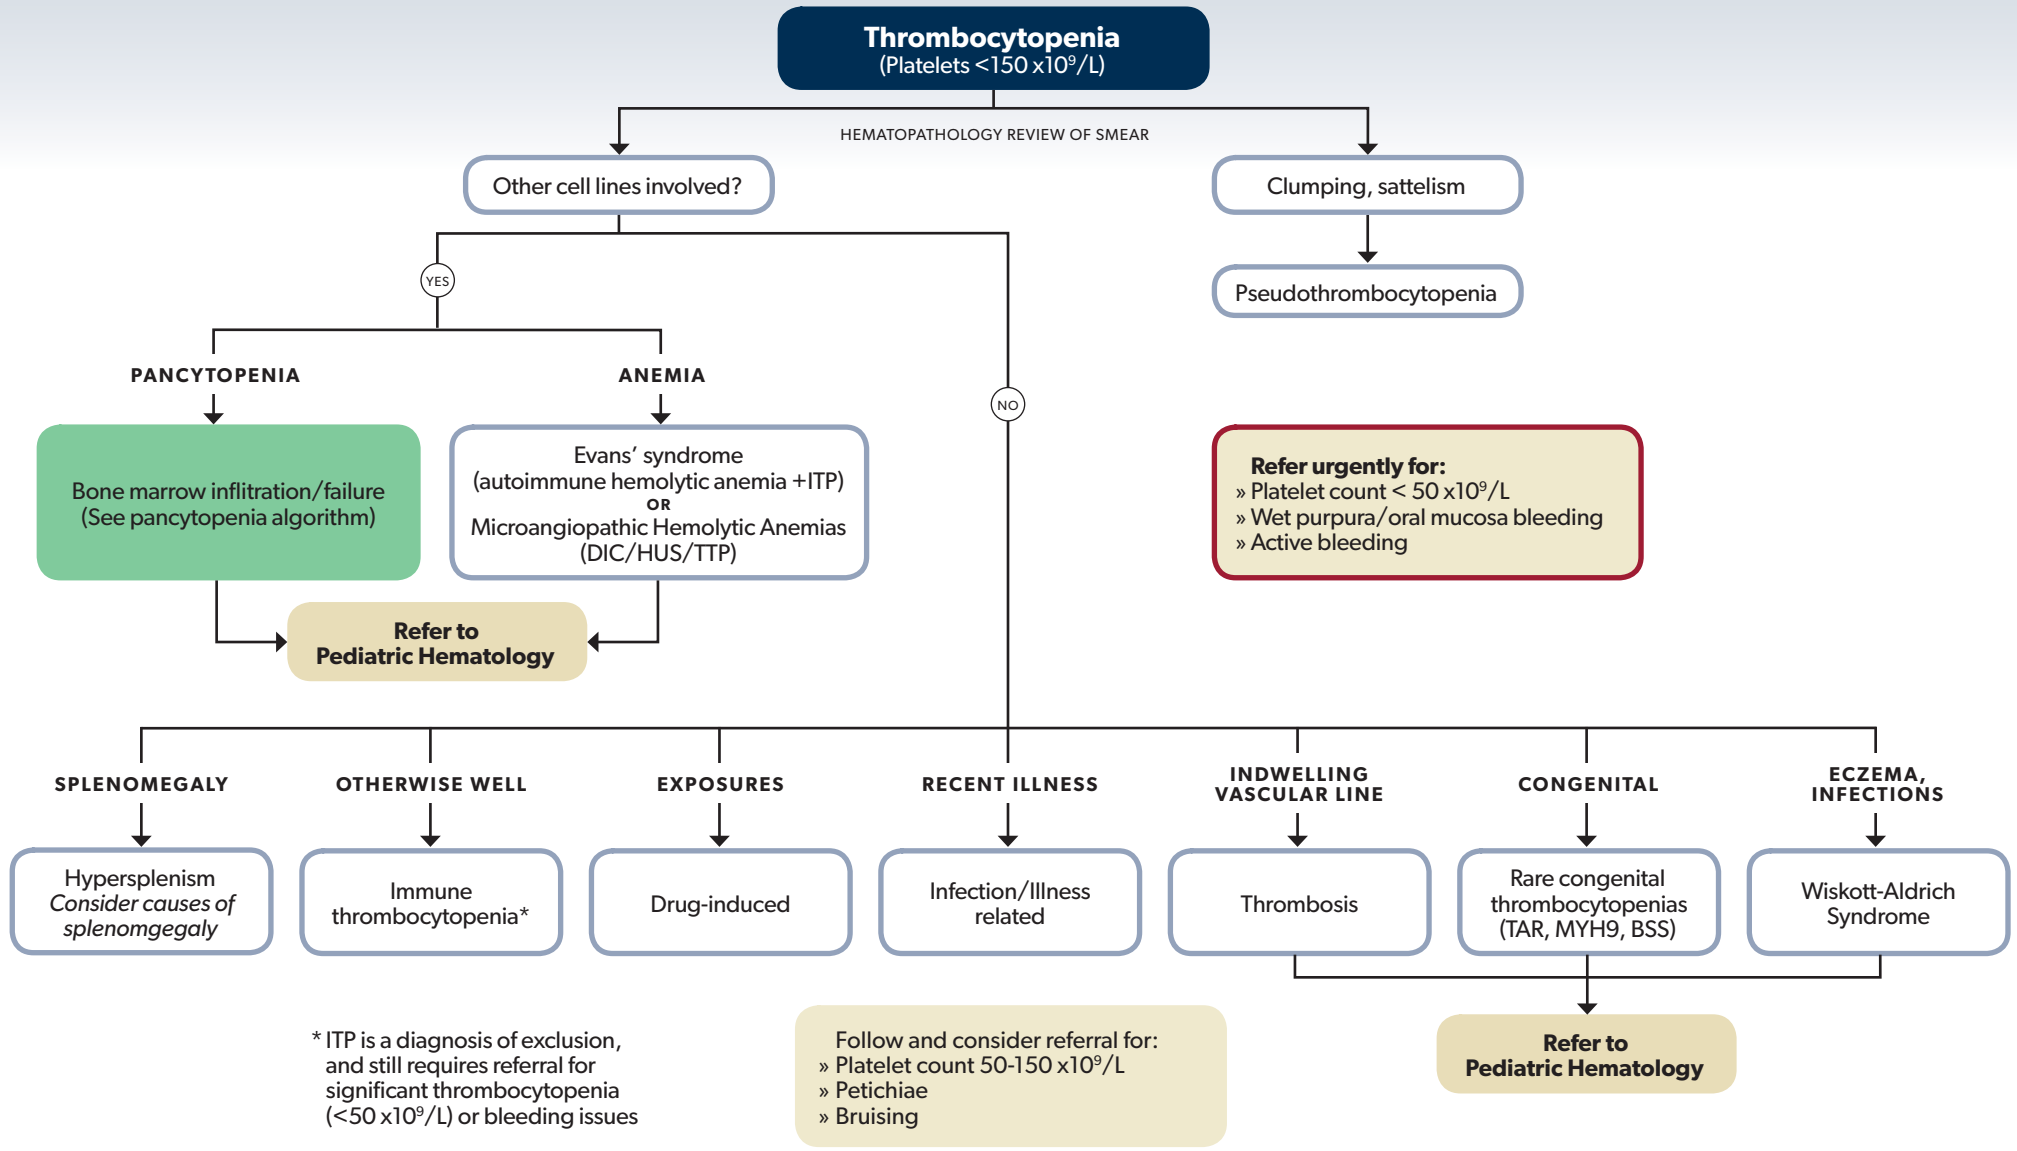 Thrombocytopenia
(Platelets <150 x10⁹/L)
HEMATOPATHOLOGY REVIEW OF SMEAR
Other cell lines involved?
Clumping, sattelism
Pseudothrombocytopenia
YES
NO
PANCYTOPENIA
ANEMIA
Bone marrow inflitration/failure
(See pancytopenia algorithm)
Evans’ syndrome
(autoimmune hemolytic anemia +ITP)
OR
Microangiopathic Hemolytic Anemias
(DIC/HUS/TTP)
Refer urgently for:
» Platelet count < 50 x10⁹/L
» Wet purpura/oral mucosa bleeding
» Active bleeding
Refer to
Pediatric Hematology
SPLENOMEGALY
OTHERWISE WELL
EXPOSURES
RECENT ILLNESS
INDWELLING
VASCULAR LINE
CONGENITAL
ECZEMA,
INFECTIONS
Hypersplenism
Consider causes of
splenomgegaly
Immune
thrombocytopenia*
Drug-induced
Infection/Illness
related
Thrombosis
Rare congenital
thrombocytopenias
(TAR, MYH9, BSS)
Wiskott-Aldrich
Syndrome
* ITP is a diagnosis of exclusion,
and still requires referral for
significant thrombocytopenia
(<50 x10⁹/L) or bleeding issues
Follow and consider referral for:
» Platelet count 50-150 x10⁹/L
» Petichiae
» Bruising
Refer to
Pediatric Hematology